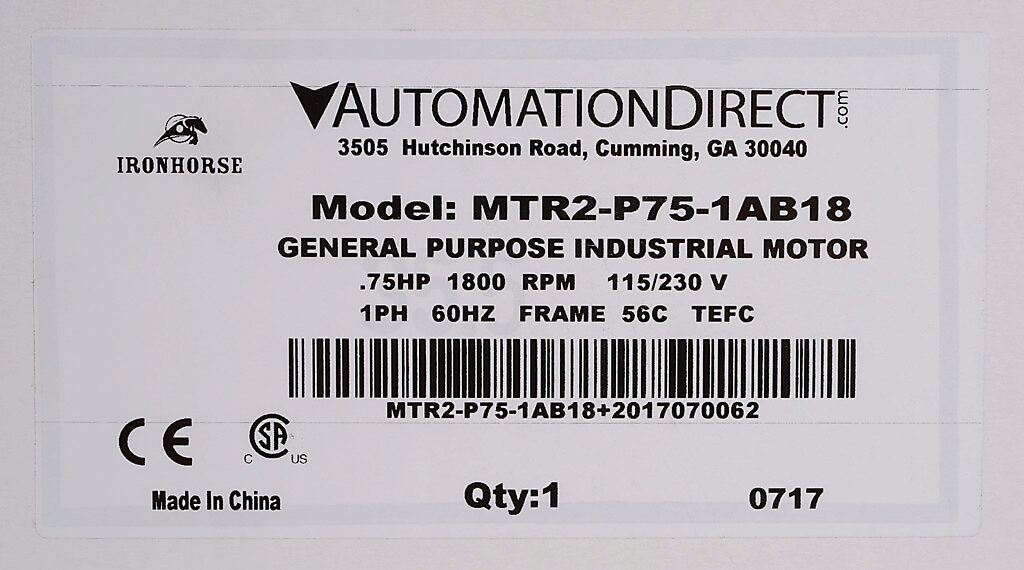 AUTOMATIONDIRECT.com
3505 Hutchinson Road, Cumming, GA 30040
IRONHORSE
Model: MTR2-P75-1AB18
GENERAL PURPOSE INDUSTRIAL MOTOR
.75HP 1800 RPM 115/230 V
1PH 60HZ FRAME 56C TEFC
MTR2-P75-1AB18+2017070062
CE
C SA US
Made In China Qty:1 0717